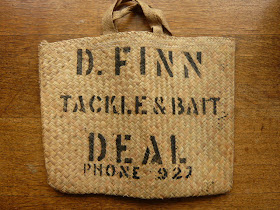 D. FINN
TACKLE & BAIT
DEAL
PHONE 927